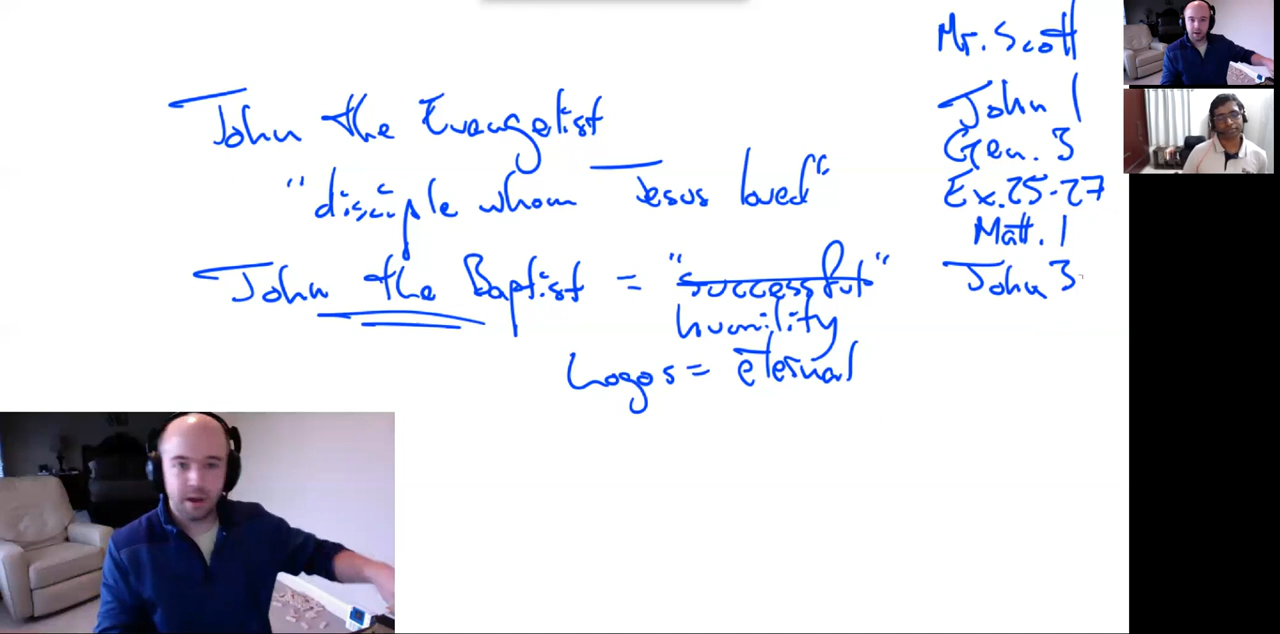 John the Evangelist
"disciple whom Jesus loved"
John the Baptist = "successful"
humility
Logos = eternal
Mr. Scott
John 1
Gen. 3
Ex. 25-27
Matt. 1
John 3